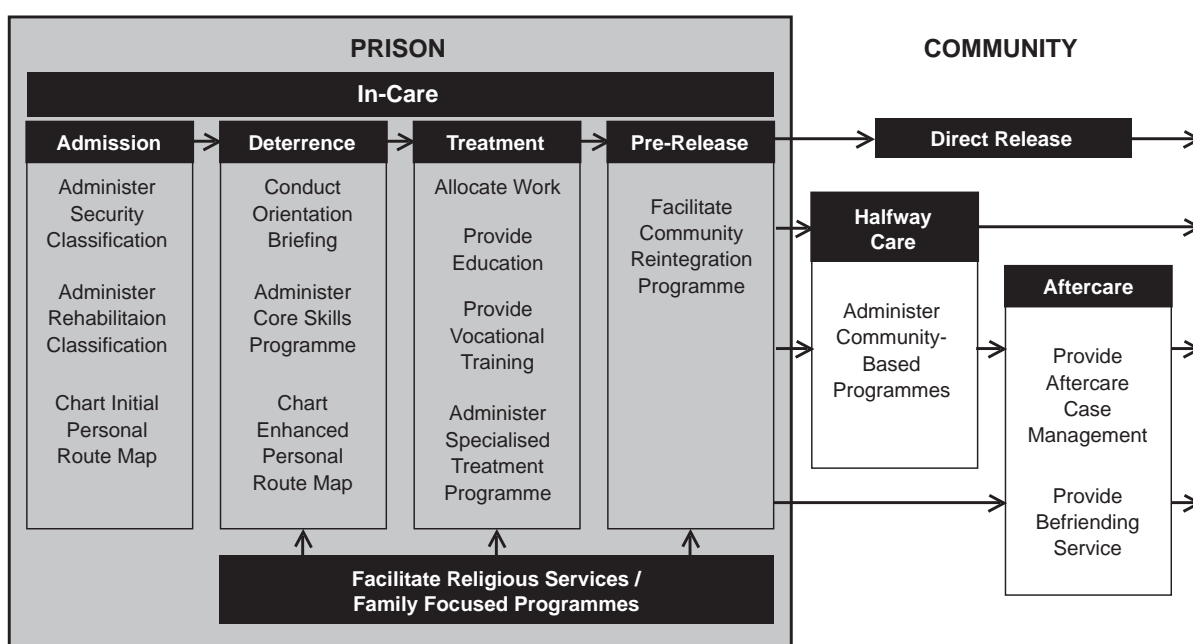 PRISON
COMMUNITY
In-Care
Admission
Administer
Security
Classification
Administer
Rehabilitaion
Classification
Chart Initial
Personal
Route Map
Deterrence
Conduct
Orientation
Briefing
Administer
Core Skills
Programme
Chart
Enhanced
Personal
Route Map
Treatment
Allocate Work
Provide
Education
Provide
Vocational
Training
Administer
Specialised
Treatment
Programme
Pre-Release
Facilitate
Community
Reintegration
Programme
Facilitate Religious Services /
Family Focused Programmes
Direct Release
Halfway
Care
Administer
Community-
Based
Programmes
Aftercare
Provide
Aftercare
Case
Management
Provide
Befriending
Service